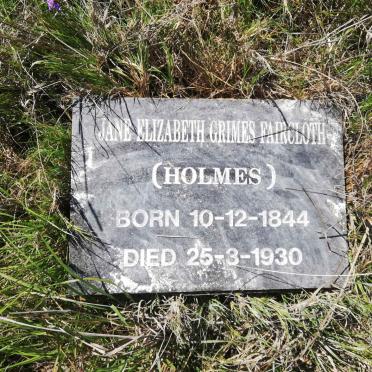 JANE ELIZABETH GRIMES FAIRCLOTH
(HOLMES)
BORN 10-12-1844
DIED 25-3-1930